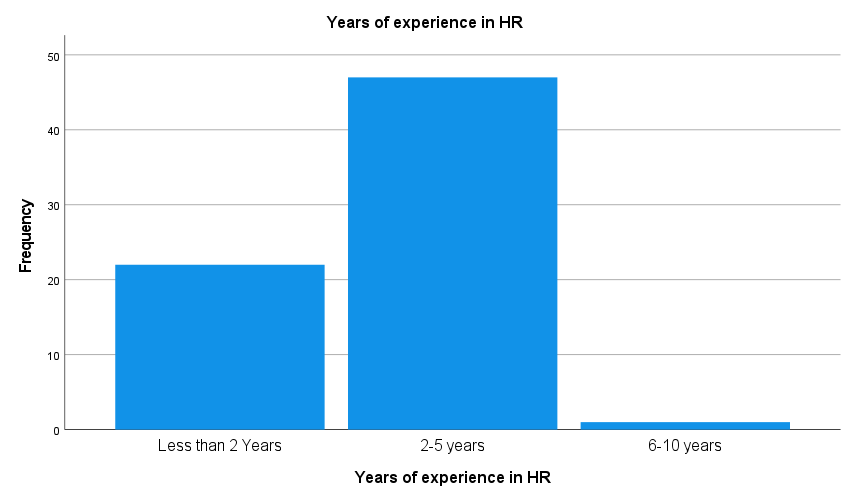 Years of experience in HR
50
40
30
20
10
0
Frequency
Less than 2 Years 2-5 years 6-10 years
Years of experience in HR